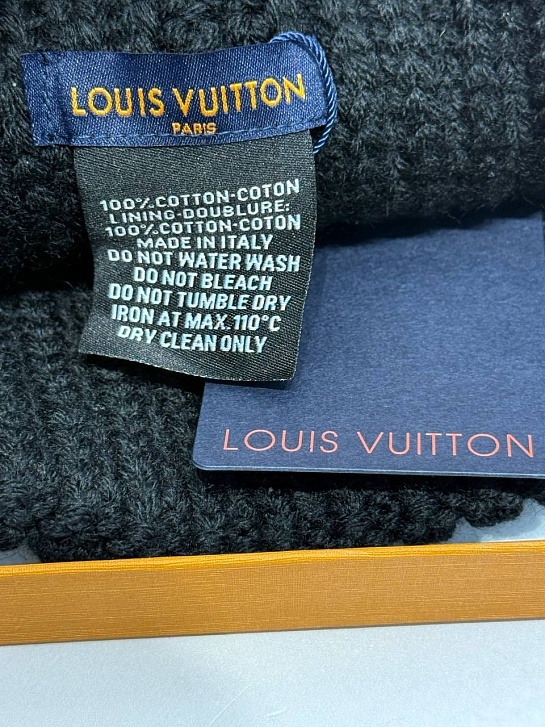 LOUIS VUITTON
PARIS
100% COTTON-COTON
LINING-DOUBLURE:
100% COTTON-COTON
MADE IN ITALY
DO NOT WATER WASH
DO NOT BLEACH
DO NOT TUMBLE DRY
IRON AT MAX. 110°C
DRY CLEAN ONLY
LOUIS VUITTON